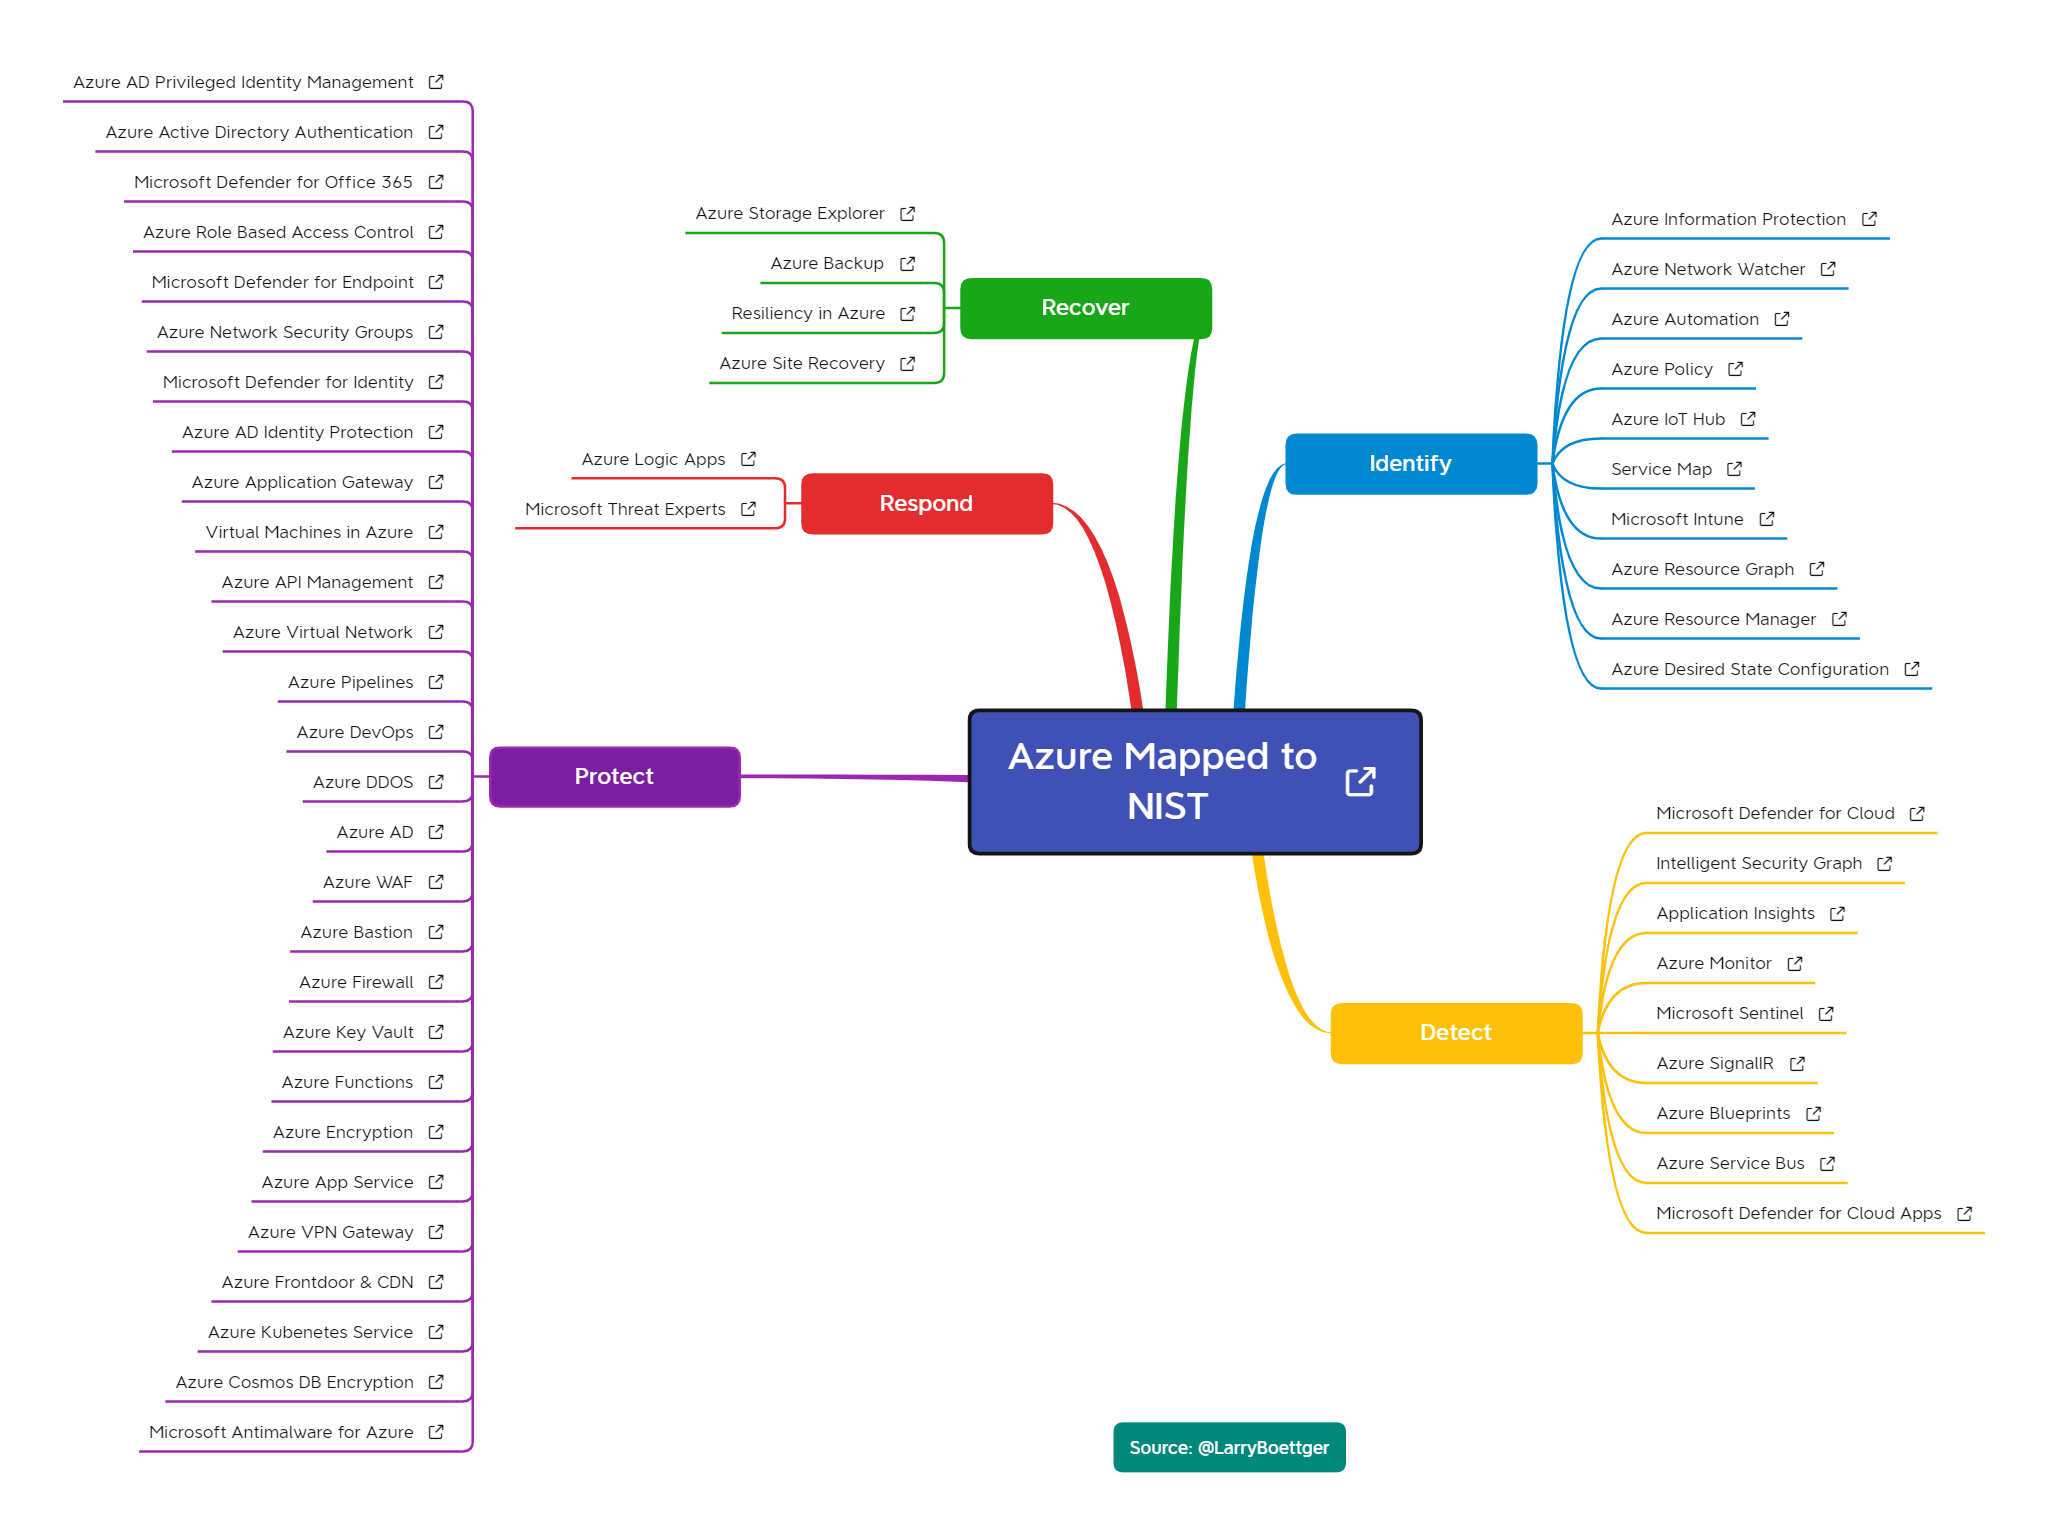 Azure AD Privileged Identity Management
Azure Active Directory Authentication
Microsoft Defender for Office 365
Azure Role Based Access Control
Microsoft Defender for Endpoint
Azure Network Security Groups
Microsoft Defender for Identity
Azure AD Identity Protection
Azure Application Gateway
Virtual Machines in Azure
Azure API Management
Azure Virtual Network
Azure Pipelines
Azure DevOps
Azure DDOS
Azure AD
Azure WAF
Azure Bastion
Azure Firewall
Azure Key Vault
Azure Functions
Azure Encryption
Azure App Service
Azure VPN Gateway
Azure Frontdoor & CDN
Azure Kubenetes Service
Azure Cosmos DB Encryption
Microsoft Antimalware for Azure
Protect
Azure Storage Explorer
Azure Backup
Resiliency in Azure
Azure Site Recovery
Recover
Azure Logic Apps
Microsoft Threat Experts
Respond
Azure Mapped to
NIST
Identify
Azure Information Protection
Azure Network Watcher
Azure Automation
Azure Policy
Azure IoT Hub
Service Map
Microsoft Intune
Azure Resource Graph
Azure Resource Manager
Azure Desired State Configuration
Detect
Microsoft Defender for Cloud
Intelligent Security Graph
Application Insights
Azure Monitor
Microsoft Sentinel
Azure SignalIR
Azure Blueprints
Azure Service Bus
Microsoft Defender for Cloud Apps
Source: @LarryBoettger